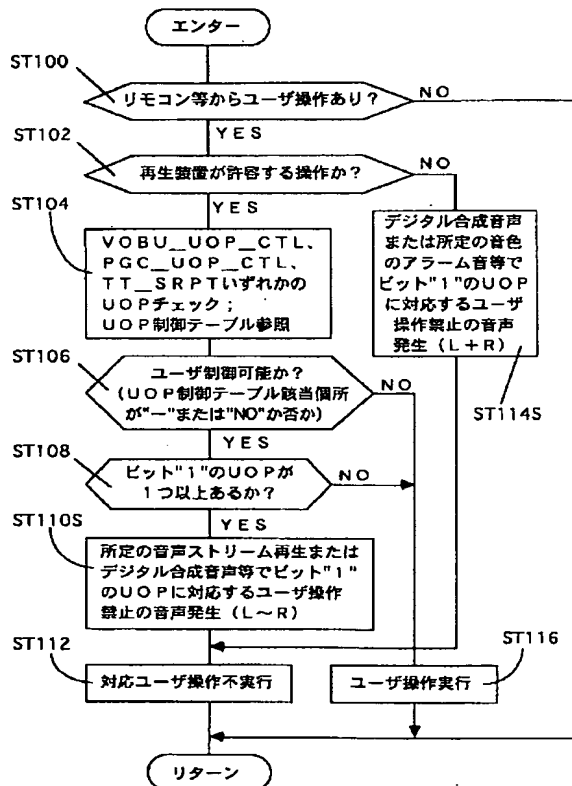 エンター
ST100
リモコン等からユーザ操作あり?
NO
YES
ST102
再生装置が許容する操作か?
NO
YES
ST104
VOBU_UOP_CTL、
PGC_UOP_CTL、
TT_SRPTいずれかの
UOPチェック;
UOP制御テーブル参照
デジタル合成音声
または所定の音色
のアラーム音等で
ビット"1"のUOP
に対応するユーザ
操作禁止の音声
発生(L+R)
ST114S
ST106
ユーザ制御可能か?
(UOP制御テーブル該当個所
が"ー"または"NO"か否か)
NO
YES
ST108
ビット"1"のUOPが
1つ以上あるか?
NO
YES
ST110S
所定の音声ストリーム再生または
デジタル合成音声等でビット"1"
のUOPに対応するユーザ操作
禁止の音声発生(L~R)
ST112
対応ユーザ操作不実行
ST116
ユーザ操作実行
リターン